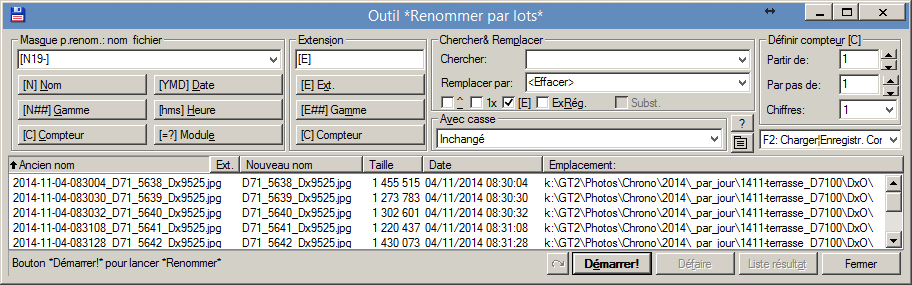 Outil *Renommer par lots*
Masque p.renom.: nom fichier
Extension
Chercher& Remplacer
Définir compteur [C]
[N19-]
[E]
Chercher:
Partir de:
1
[N] Nom
[YMD] Date
[E] Ext.
Remplacer par:
<Effacer>
Par pas de:
1
[N##] Gamme
[hms] Heure
[E##] Gamme
^
1x
[E]
ExRég.
Subst.
Chiffres:
1
[C] Compteur
[=?] Module
[C] Compteur
Avec casse
Inchangé
?
F2: Charger|Enregistr. Cor
Ancien nom Ext. Nouveau nom Taille Date Emplacement:
2014-11-04-083004_D71_5638_Dx9525.jpg D71_5638_Dx9525.jpg 1 455 515 04/11/2014 08:30:04 k:\GT2\Photos\Chrono\2014\_par_jour\1411-terrasse_D7100\DxO\
2014-11-04-083030_D71_5639_Dx9525.jpg D71_5639_Dx9525.jpg 1 273 783 04/11/2014 08:30:30 k:\GT2\Photos\Chrono\2014\_par_jour\1411-terrasse_D7100\DxO\
2014-11-04-083032_D71_5640_Dx9525.jpg D71_5640_Dx9525.jpg 1 302 601 04/11/2014 08:30:32 k:\GT2\Photos\Chrono\2014\_par_jour\1411-terrasse_D7100\DxO\
2014-11-04-083108_D71_5641_Dx9525.jpg D71_5641_Dx9525.jpg 1 220 437 04/11/2014 08:31:08 k:\GT2\Photos\Chrono\2014\_par_jour\1411-terrasse_D7100\DxO\
2014-11-04-083128_D71_5642_Dx9525.jpg D71_5642_Dx9525.jpg 1 430 073 04/11/2014 08:31:28 k:\GT2\Photos\Chrono\2014\_par_jour\1411-terrasse_D7100\DxO\
Bouton *Démarrer!* pour lancer *Renommer*
Démarrer!
Défaire
Liste résultat
Fermer